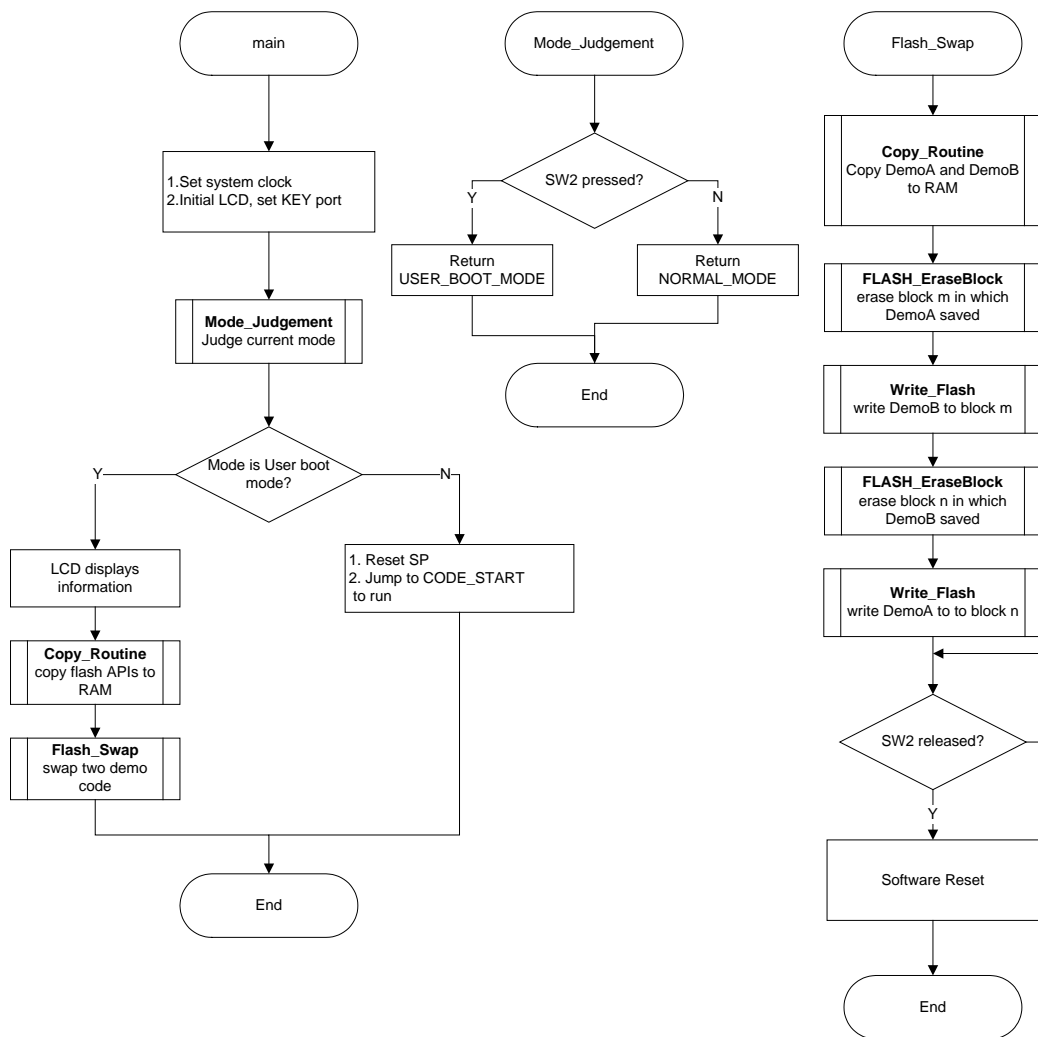 main
1.Set system clock
2.Initial LCD, set KEY port
Mode_Judgement
Judge current mode
Mode is User boot
mode?
Y
N
LCD displays
information
Copy_Routine
copy flash APIs to
RAM
Flash_Swap
swap two demo
code
1. Reset SP
2. Jump to CODE_START
to run
End
Mode_Judgement
SW2 pressed?
Y
N
Return
USER_BOOT_MODE
Return
NORMAL_MODE
End
Flash_Swap
Copy_Routine
Copy DemoA and DemoB
to RAM
FLASH_EraseBlock
erase block m in which
DemoA saved
Write_Flash
write DemoB to block m
FLASH_EraseBlock
erase block n in which
DemoB saved
Write_Flash
write DemoA to to block n
SW2 released?
Y
Software Reset
End